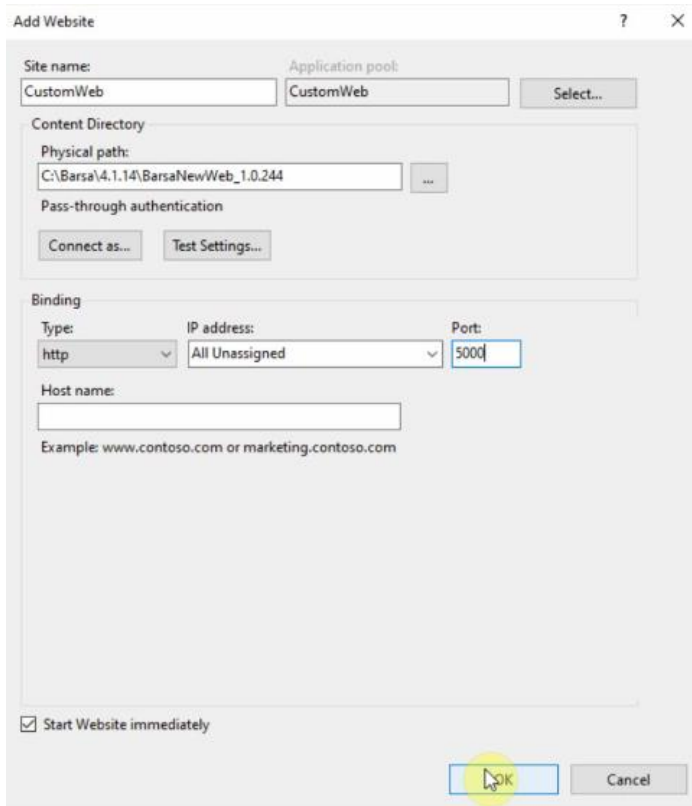 Add Website ? X
Site name: Application pool:
CustomWeb CustomWeb Select...
Content Directory
Physical path:
C:\Barsa\4.1.14\BarsaNewWeb_1.0.244 ...
Pass-through authentication
Connect as... Test Settings...
Binding
Type: IP address: Port:
http All Unassigned 5000
Host name:
Example: www.contoso.com or marketing.contoso.com
Start Website immediately
OK Cancel